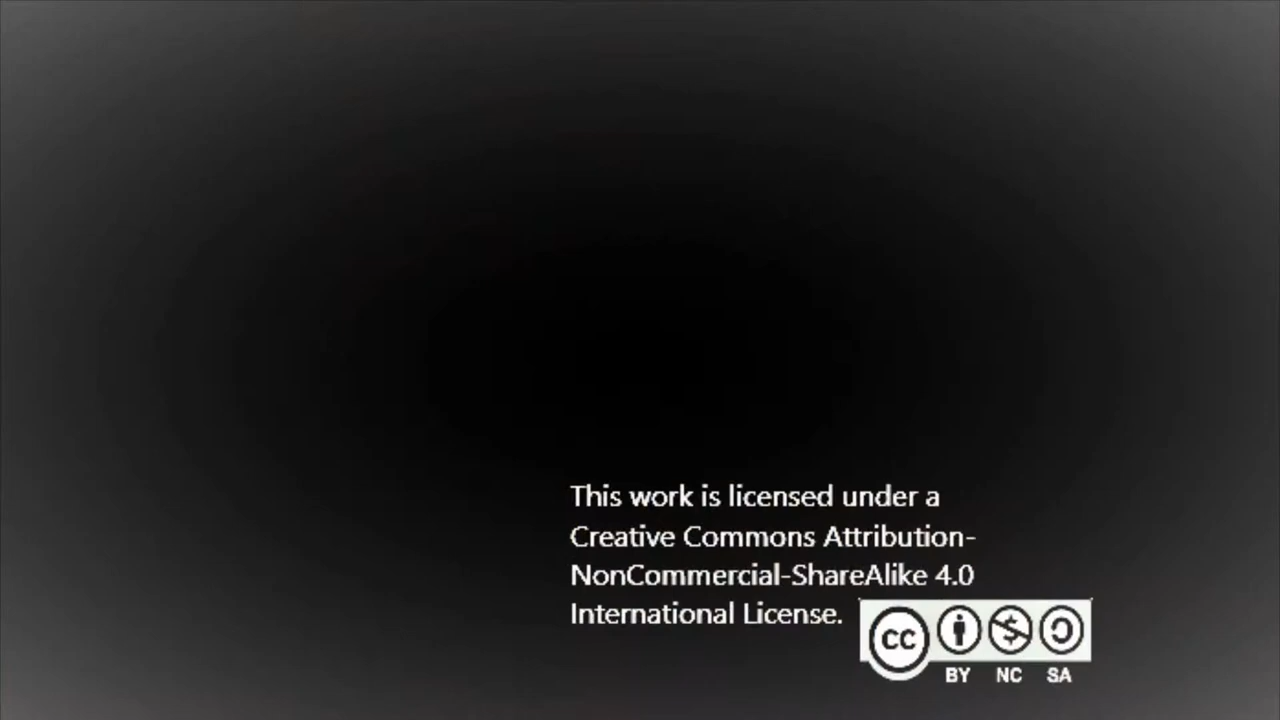 This work is licensed under a
Creative Commons Attribution-
NonCommercial-ShareAlike 4.0
International License.
CC
BY NC SA